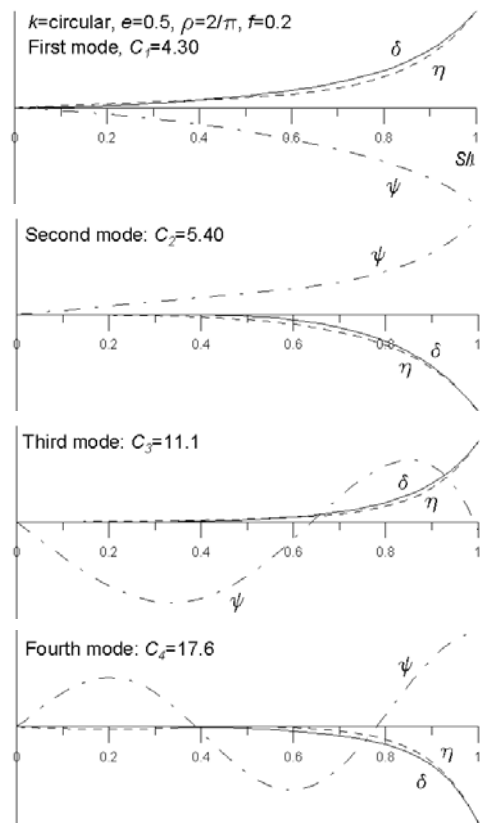 k=circular, e=0.5, ρ=2/π, f=0.2
First mode, C₁=4.30
δ
η
0 0.2 0.4 0.6 0.8 1
S/l
ψ
Second mode: C₂=5.40
ψ
0.2 0.4 0.6 0.8 1
δ
η
Third mode: C₃=11.1
δ
η
0 0.2 0.4 0.6 0.8 1
ψ
Fourth mode: C₄=17.6
ψ
0 0.2 0.4 0.6 0.8 1
η
δ